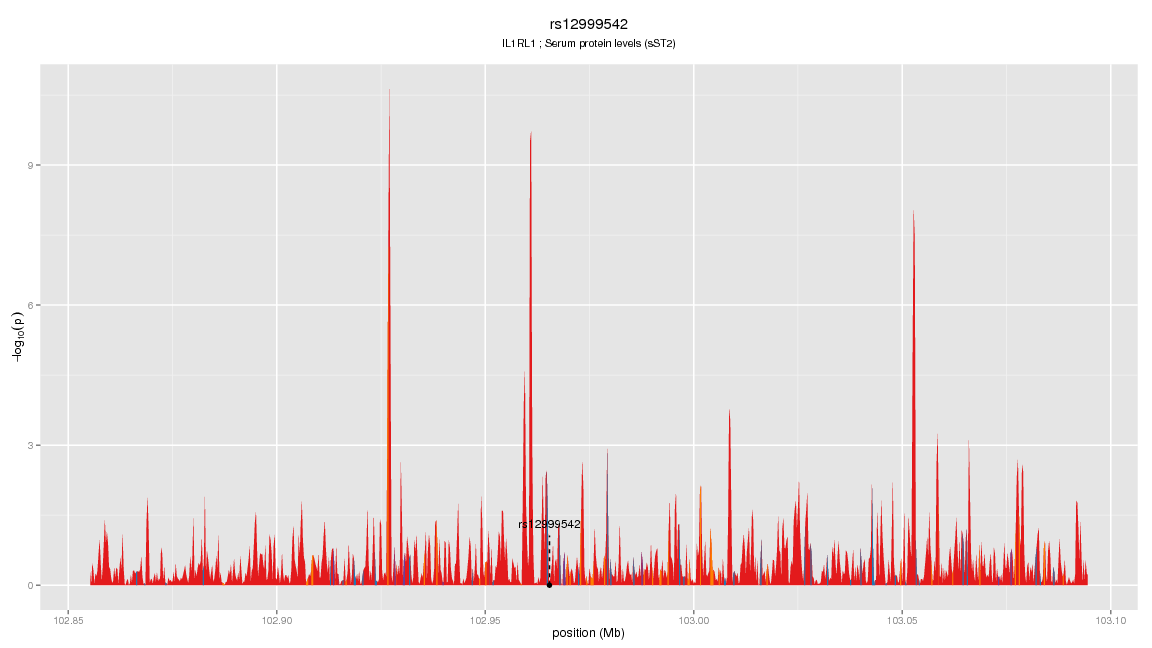 rs12999542
IL1RL1 ; Serum protein levels (sST2)
-log10(p)
9
6
3
0
rs12999542
102.85 102.90 102.95 103.00 103.05 103.10
position (Mb)